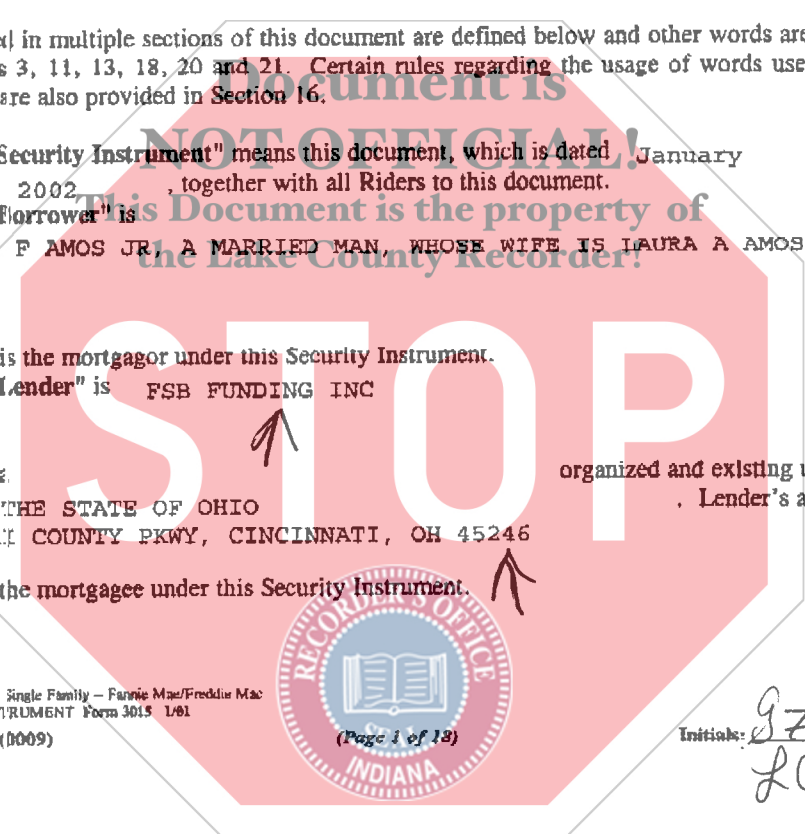 in multiple sections of this document are defined below and other words are
3, 11, 13, 18, 20 and 21. Certain rules regarding the usage of words use
are also provided in Section 16.
Document is
NOT OFFICIAL!
This Document is the property of
the Lake County Recorder!
STOP
Security Instrument" means this document, which is dated January
2002 , together with all Riders to this document.
Borrower" is
F AMOS JR, A MARRIED MAN, WHOSE WIFE IS LAURA A AMOS
is the mortgagor under this Security Instrument.
Lender" is FSB FUNDING INC
organized and existing u
THE STATE OF OHIO . Lender's a
COUNTY PKWY, CINCINNATI, OH 45246
the mortgagee under this Security Instrument.
RECORDER'S OFFICE
SEAL
INDIANA
Single Family – Fannie Mae/Freddie Mac
TRUMENT Form 3015 1/01
(0009) (Page 1 of 18) Initials: